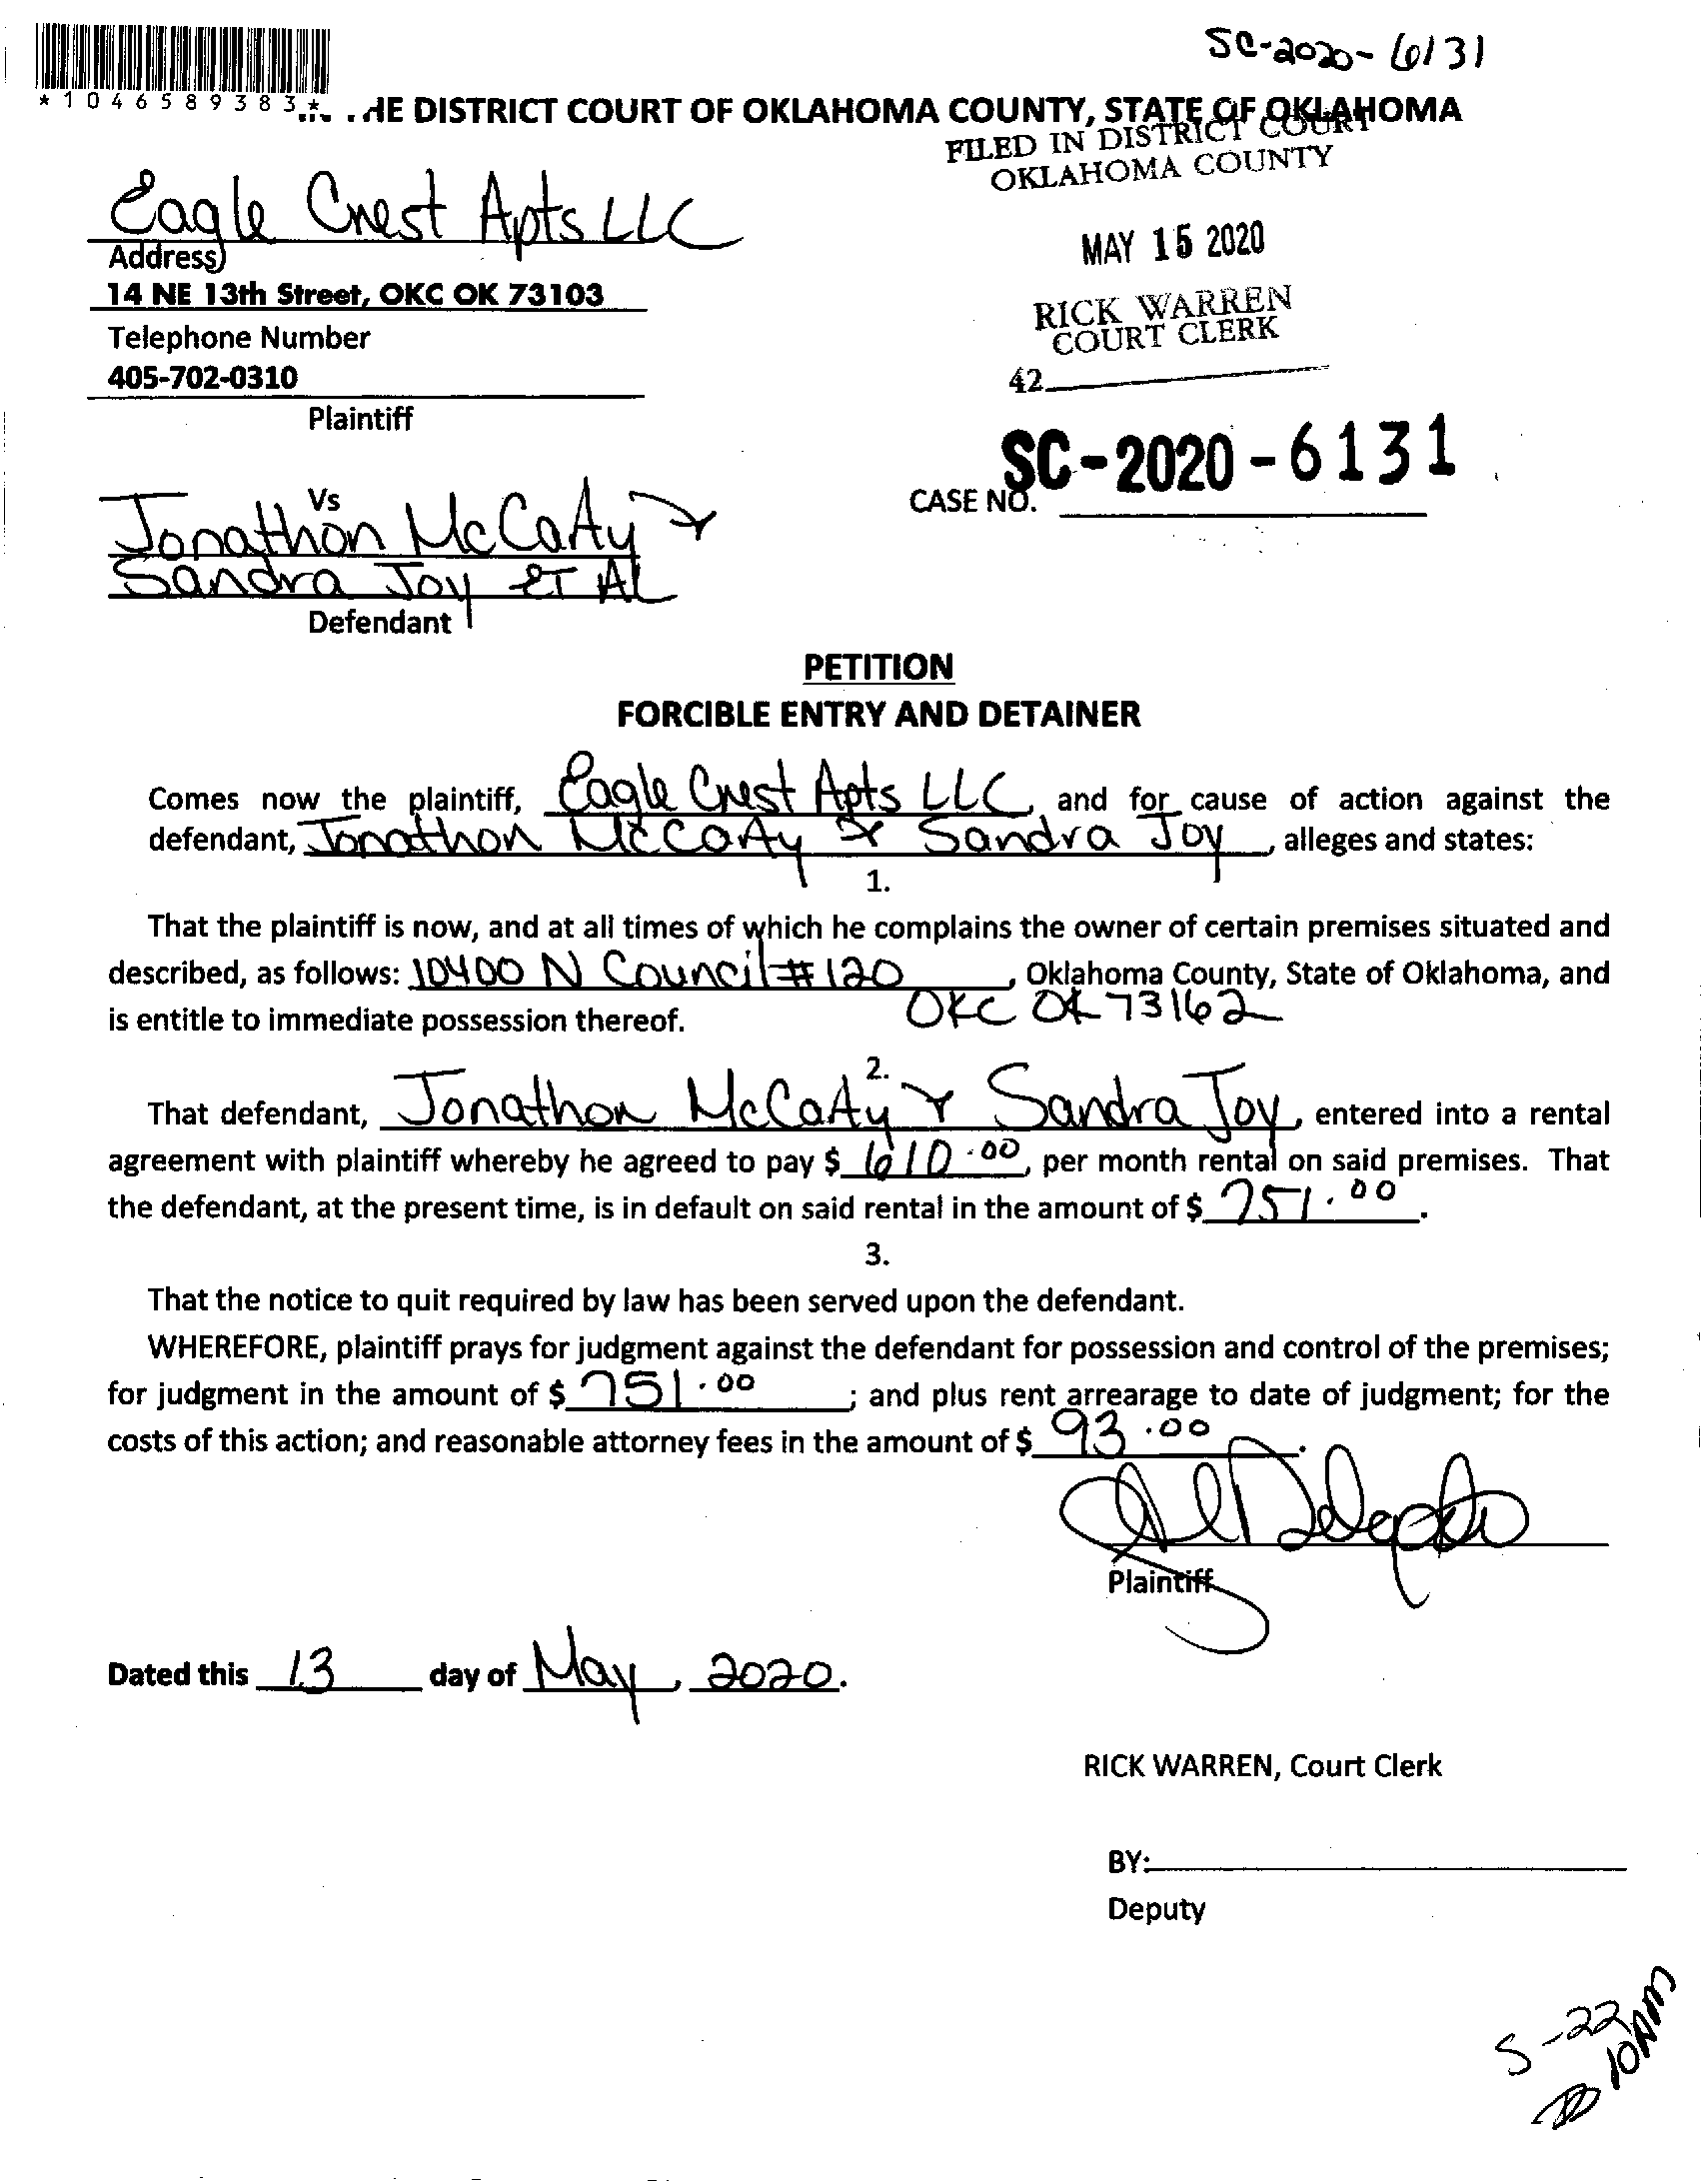 SC-2020-6131
*1046589383*
HE DISTRICT COURT OF OKLAHOMA COUNTY, STATE OF OKLAHOMA
FILED IN DISTRICT COURT
OKLAHOMA COUNTY
Eagle Crest Apts LLC
Address
14 NE 13th Street, OKC OK 73103
Telephone Number
405-702-0310
Plaintiff
MAY 15 2020
RICK WARREN
COURT CLERK
42
SC-2020-6131
CASE NO.
Vs
Jonathon McCarty &
Sandra Joy ET AL
Defendant
PETITION
FORCIBLE ENTRY AND DETAINER
Comes now the plaintiff, Eagle Crest Apts LLC, and for cause of action against the
defendant, Jonathon McCarty & Sandra Joy, alleges and states:
1.
That the plaintiff is now, and at all times of which he complains the owner of certain premises situated and
described, as follows: 10400 N Council #120, Oklahoma County, State of Oklahoma, and
OKC OK 73162
is entitle to immediate possession thereof.
2.
That defendant, Jonathon McCarty & Sandra Joy, entered into a rental
agreement with plaintiff whereby he agreed to pay $ 610.00, per month rental on said premises. That
the defendant, at the present time, is in default on said rental in the amount of $ 751.00.
3.
That the notice to quit required by law has been served upon the defendant.
WHEREFORE, plaintiff prays for judgment against the defendant for possession and control of the premises;
for judgment in the amount of $ 751.00; and plus rent arrearage to date of judgment; for the
costs of this action; and reasonable attorney fees in the amount of $ 93.00.
Plaintiff
Dated this 13 day of May, 2020.
RICK WARREN, Court Clerk
BY:
Deputy
5-22
10AM